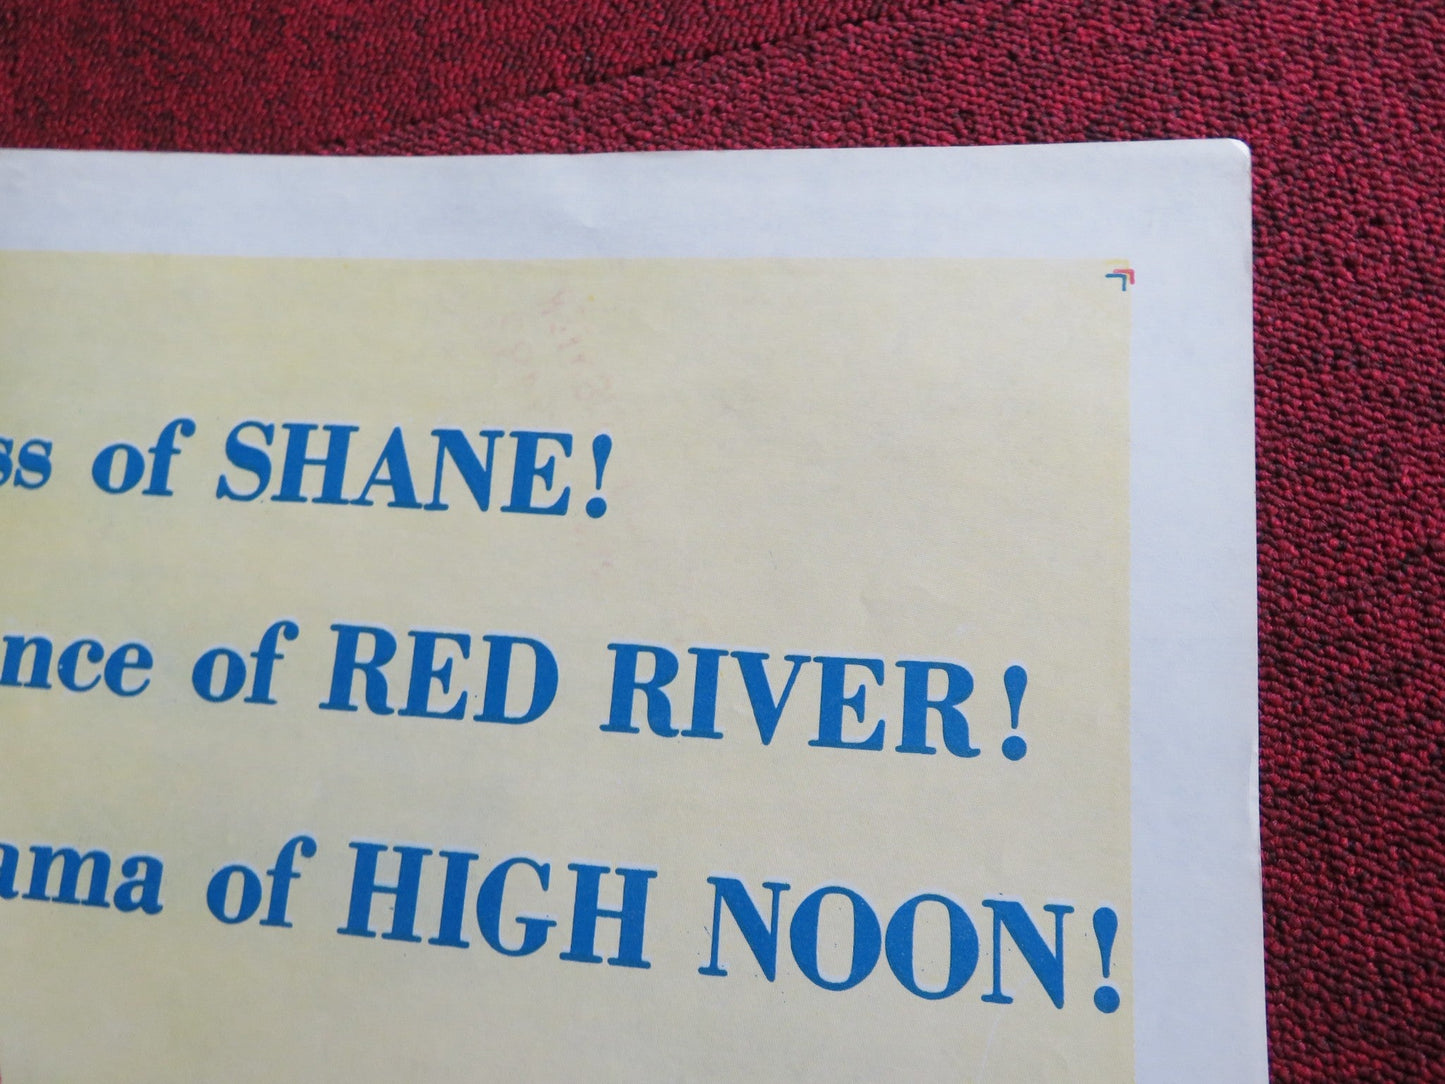 ss of SHANE!
nce of RED RIVER!
ama of HIGH NOON!